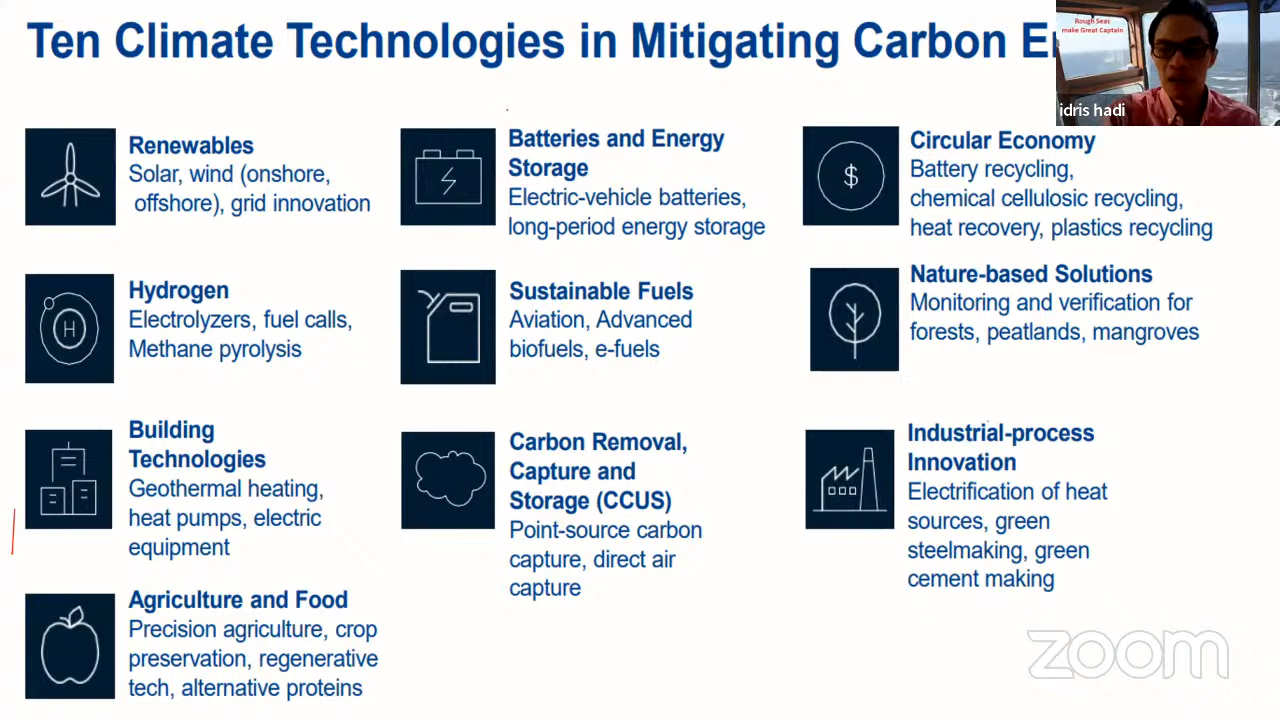 Ten Climate Technologies in Mitigating Carbon
Rough Seas
make Great Captain
idris hadi
Renewables
Solar, wind (onshore,
offshore), grid innovation
Batteries and Energy
Storage
Electric-vehicle batteries,
long-period energy storage
$
Circular Economy
Battery recycling,
chemical cellulosic recycling,
heat recovery, plastics recycling
H
Hydrogen
Electrolyzers, fuel calls,
Methane pyrolysis
Sustainable Fuels
Aviation, Advanced
biofuels, e-fuels
Nature-based Solutions
Monitoring and verification for
forests, peatlands, mangroves
Building
Technologies
Geothermal heating,
heat pumps, electric
equipment
Carbon Removal,
Capture and
Storage (CCUS)
Point-source carbon
capture, direct air
capture
Industrial-process
Innovation
Electrification of heat
sources, green
steelmaking, green
cement making
Agriculture and Food
Precision agriculture, crop
preservation, regenerative
tech, alternative proteins
zoom